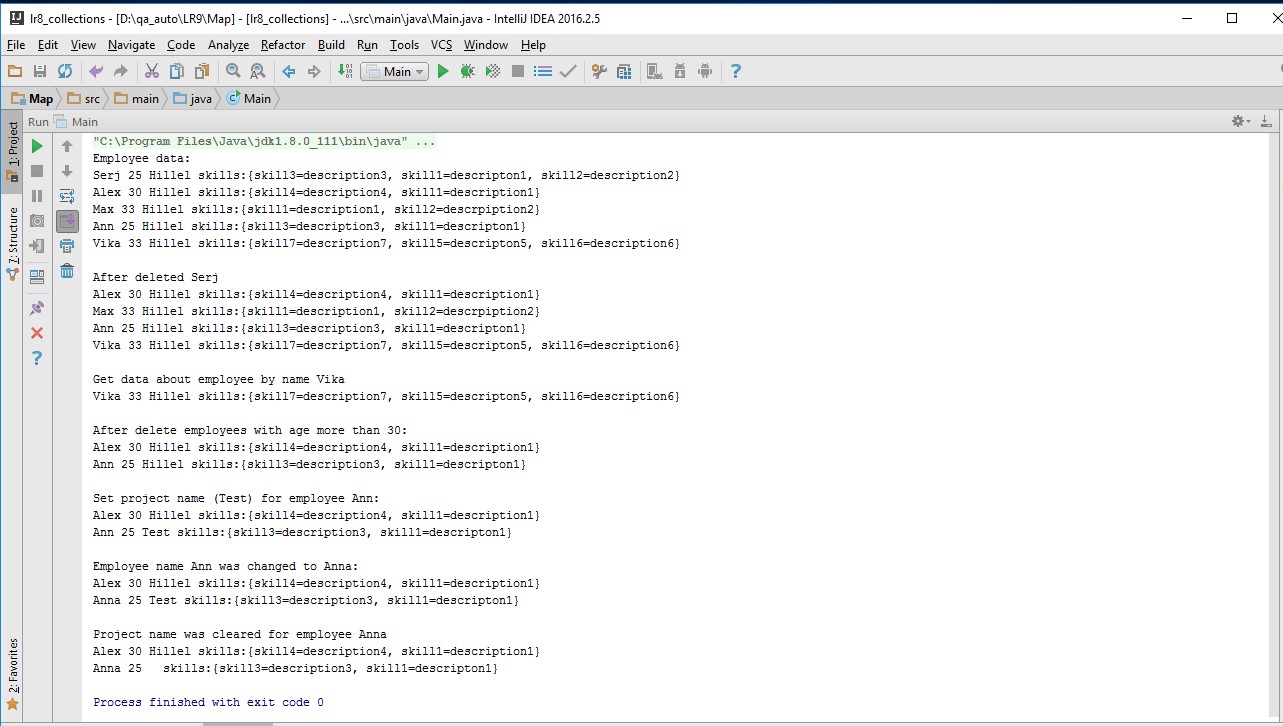 lr8_collections - [D:\qa_auto\LR9\Map] - [lr8_collections] - ...\src\main\java\Main.java - IntelliJ IDEA 2016.2.5
File Edit View Navigate Code Analyze Refactor Build Run Tools VCS Window Help
Main
Map src main java Main
Run Main
1: Project
7: Structure
2: Favorites
"C:\Program Files\Java\jdk1.8.0_111\bin\java" ...
Employee data:
Serj 25 Hillel skills:{skill3=description3, skill1=descripton1, skill2=description2}
Alex 30 Hillel skills:{skill4=description4, skill1=description1}
Max 33 Hillel skills:{skill1=description1, skill2=descrpiption2}
Ann 25 Hillel skills:{skill3=description3, skill1=descripton1}
Vika 33 Hillel skills:{skill7=description7, skill5=descripton5, skill6=description6}
After deleted Serj
Alex 30 Hillel skills:{skill4=description4, skill1=description1}
Max 33 Hillel skills:{skill1=description1, skill2=descrpiption2}
Ann 25 Hillel skills:{skill3=description3, skill1=descripton1}
Vika 33 Hillel skills:{skill7=description7, skill5=descripton5, skill6=description6}
Get data about employee by name Vika
Vika 33 Hillel skills:{skill7=description7, skill5=descripton5, skill6=description6}
After delete employees with age more than 30:
Alex 30 Hillel skills:{skill4=description4, skill1=description1}
Ann 25 Hillel skills:{skill3=description3, skill1=descripton1}
Set project name (Test) for employee Ann:
Alex 30 Hillel skills:{skill4=description4, skill1=description1}
Ann 25 Test skills:{skill3=description3, skill1=descripton1}
Employee name Ann was changed to Anna:
Alex 30 Hillel skills:{skill4=description4, skill1=description1}
Anna 25 Test skills:{skill3=description3, skill1=descripton1}
Project name was cleared for employee Anna
Alex 30 Hillel skills:{skill4=description4, skill1=description1}
Anna 25   skills:{skill3=description3, skill1=descripton1}
Process finished with exit code 0